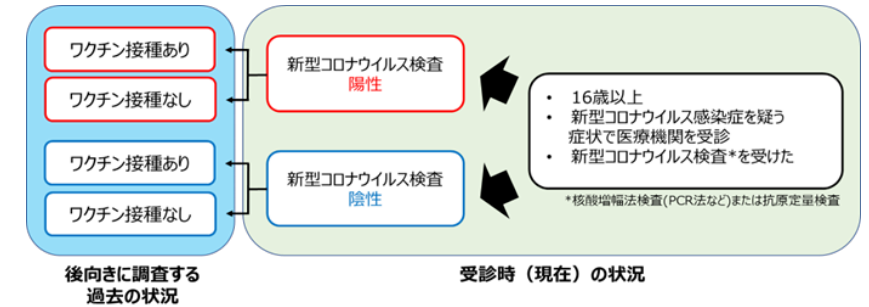 ワクチン接種あり
ワクチン接種なし
ワクチン接種あり
ワクチン接種なし
新型コロナウイルス検査
陽性
新型コロナウイルス検査
陰性
• 16歳以上
• 新型コロナウイルス感染症を疑う
症状で医療機関を受診
• 新型コロナウイルス検査*を受けた
*核酸増幅法検査(PCR法など)または抗原定量検査
後向きに調査する
過去の状況
受診時（現在）の状況